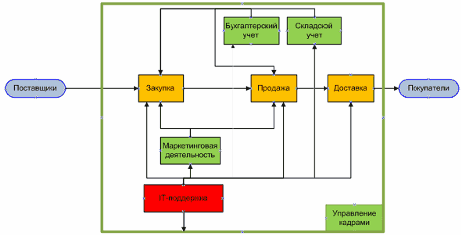 Бухгалтерский
учет
Складской
учет
Поставщики
Закупка
Продажа
Доставка
Покупатели
Маркетинговая
деятельность
IT-поддержка
Управление
кадрами